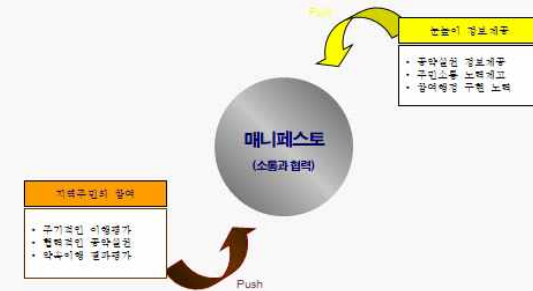 Push
눈높이 정보제공
• 공약실천 정보제공
• 주민소통 노력제고
• 참여행정 구현 노력
매니페스토
(소통과 협력)
지역주민의 참여
• 주기적인 이행평가
• 협력적인 공약실천
• 약속이행 결과평가
Push